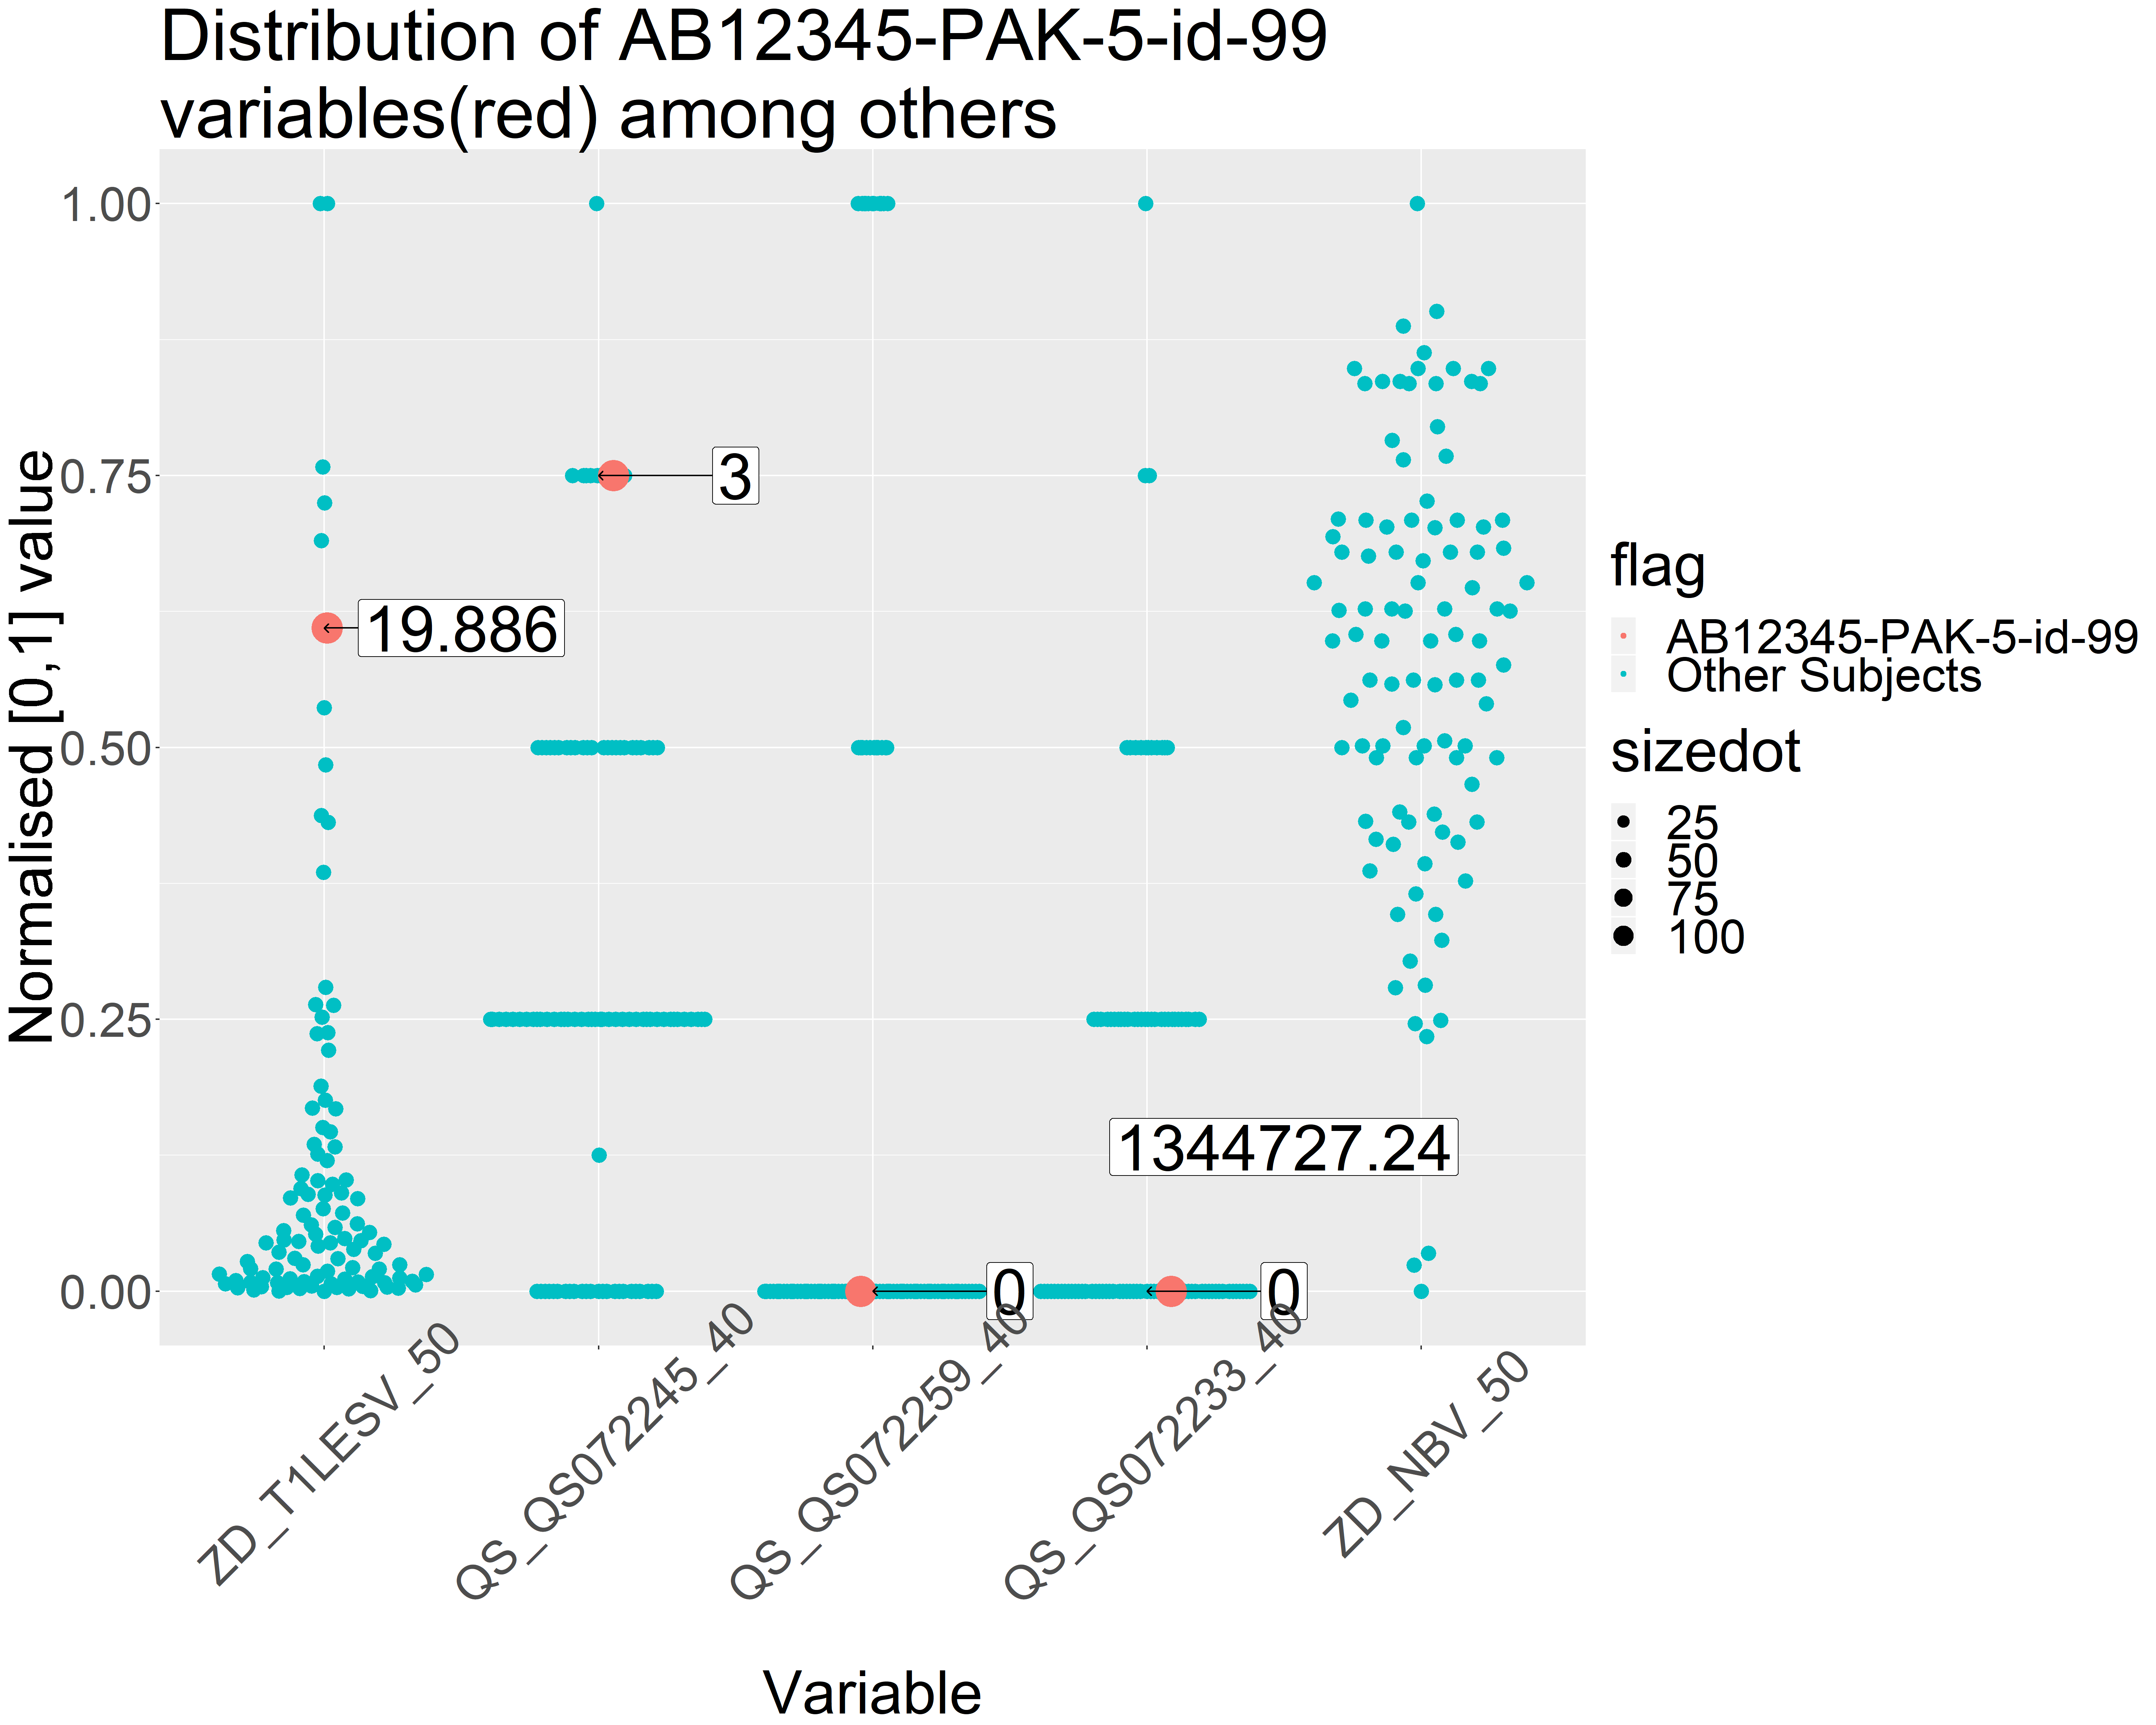 Distribution of AB12345-PAK-5-id-99
variables(red) among others
Normalised [0,1] value
1.00
0.75
0.50
0.25
0.00
3
19.886
1344727.24
0
0
ZD_T1LESV_50
QS_QS072245_40
QS_QS072259_40
QS_QS072233_40
ZD_NBV_50
Variable
flag
AB12345-PAK-5-id-99
Other Subjects
sizedot
25
50
75
100